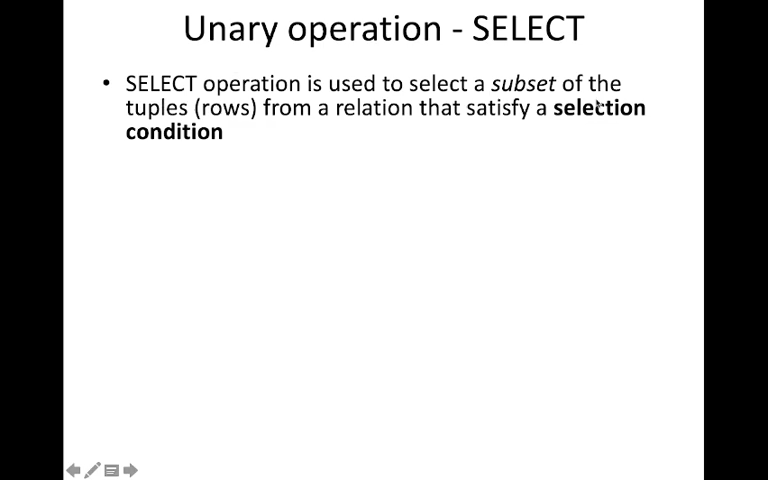 Unary operation - SELECT
• SELECT operation is used to select a subset of the
tuples (rows) from a relation that satisfy a selection
condition